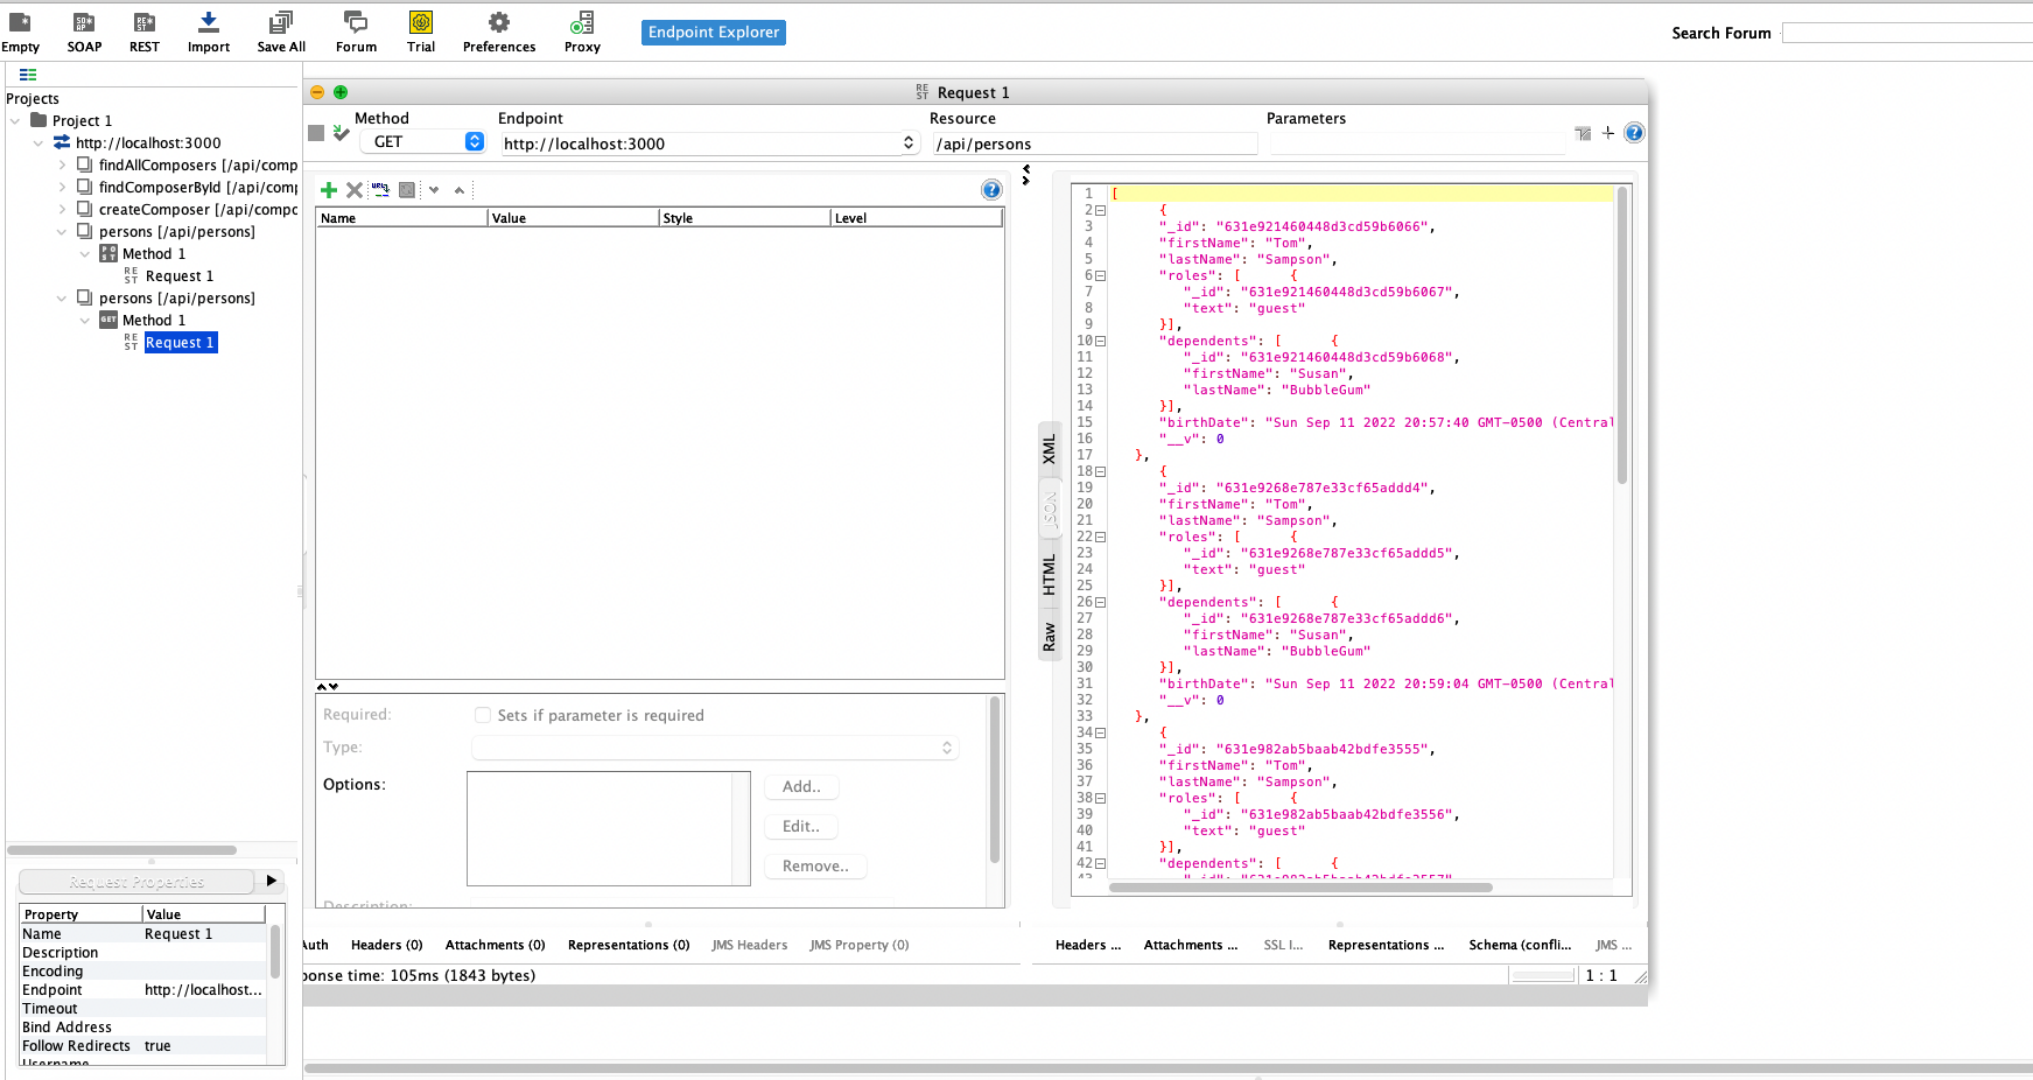 Empty SOAP REST Import Save All Forum Trial Preferences Proxy Endpoint Explorer Search Forum
Projects
Project 1
http://localhost:3000
findAllComposers [/api/comp
findComposerById [/api/comp
createComposer [/api/compo
persons [/api/persons]
POST Method 1
REST Request 1
persons [/api/persons]
GET Method 1
REST Request 1
Request Properties
Property Value
Name Request 1
Description
Encoding
Endpoint http://localhost...
Timeout
Bind Address
Follow Redirects true
Username
REST Request 1
Method Endpoint Resource Parameters
GET http://localhost:3000 /api/persons
Name Value Style Level
Required: Sets if parameter is required
Type:
Options:
Add..
Edit..
Remove..
Description:
Auth Headers (0) Attachments (0) Representations (0) JMS Headers JMS Property (0)
ponse time: 105ms (1843 bytes)
XML
JSON
HTML
Raw
1 [
2 {
3 "_id": "631e921460448d3cd59b6066",
4 "firstName": "Tom",
5 "lastName": "Sampson",
6 "roles": [ {
7 "_id": "631e921460448d3cd59b6067",
8 "text": "guest"
9 }],
10 "dependents": [ {
11 "_id": "631e921460448d3cd59b6068",
12 "firstName": "Susan",
13 "lastName": "BubbleGum"
14 }],
15 "birthDate": "Sun Sep 11 2022 20:57:40 GMT-0500 (Central
16 "__v": 0
17 },
18 {
19 "_id": "631e9268e787e33cf65addd4",
20 "firstName": "Tom",
21 "lastName": "Sampson",
22 "roles": [ {
23 "_id": "631e9268e787e33cf65addd5",
24 "text": "guest"
25 }],
26 "dependents": [ {
27 "_id": "631e9268e787e33cf65addd6",
28 "firstName": "Susan",
29 "lastName": "BubbleGum"
30 }],
31 "birthDate": "Sun Sep 11 2022 20:59:04 GMT-0500 (Central
32 "__v": 0
33 },
34 {
35 "_id": "631e982ab5baab42bdfe3555",
36 "firstName": "Tom",
37 "lastName": "Sampson",
38 "roles": [ {
39 "_id": "631e982ab5baab42bdfe3556",
40 "text": "guest"
41 }],
42 "dependents": [ {
43 "_id": "631e982ab5baab42bdfe3557",
Headers ... Attachments ... SSL I... Representations ... Schema (confli... JMS ...
1 : 1